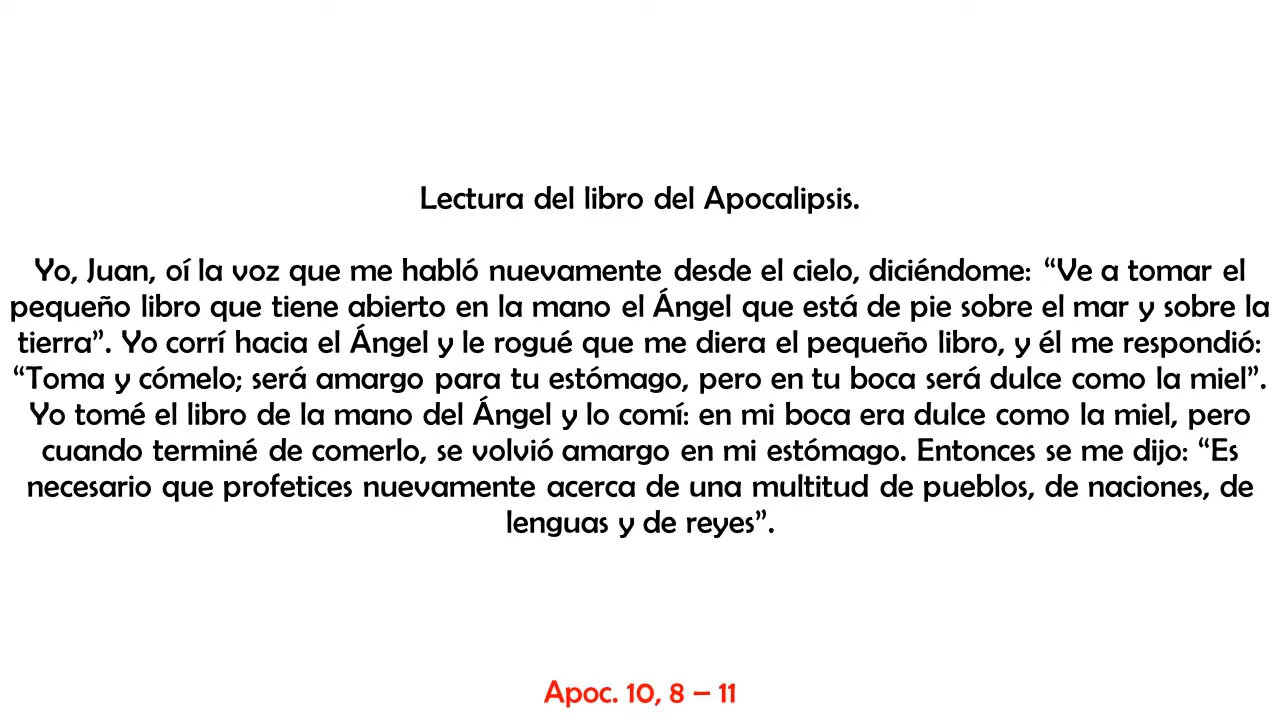 Lectura del libro del Apocalipsis.
Yo, Juan, oí la voz que me habló nuevamente desde el cielo, diciéndome: “Ve a tomar el
pequeño libro que tiene abierto en la mano el Ángel que está de pie sobre el mar y sobre la
tierra”. Yo corrí hacia el Ángel y le rogué que me diera el pequeño libro, y él me respondió:
“Toma y cómelo; será amargo para tu estómago, pero en tu boca será dulce como la miel”.
Yo tomé el libro de la mano del Ángel y lo comí: en mi boca era dulce como la miel, pero
cuando terminé de comerlo, se volvió amargo en mi estómago. Entonces se me dijo: “Es
necesario que profetices nuevamente acerca de una multitud de pueblos, de naciones, de
lenguas y de reyes”.
Apoc. 10, 8 – 11